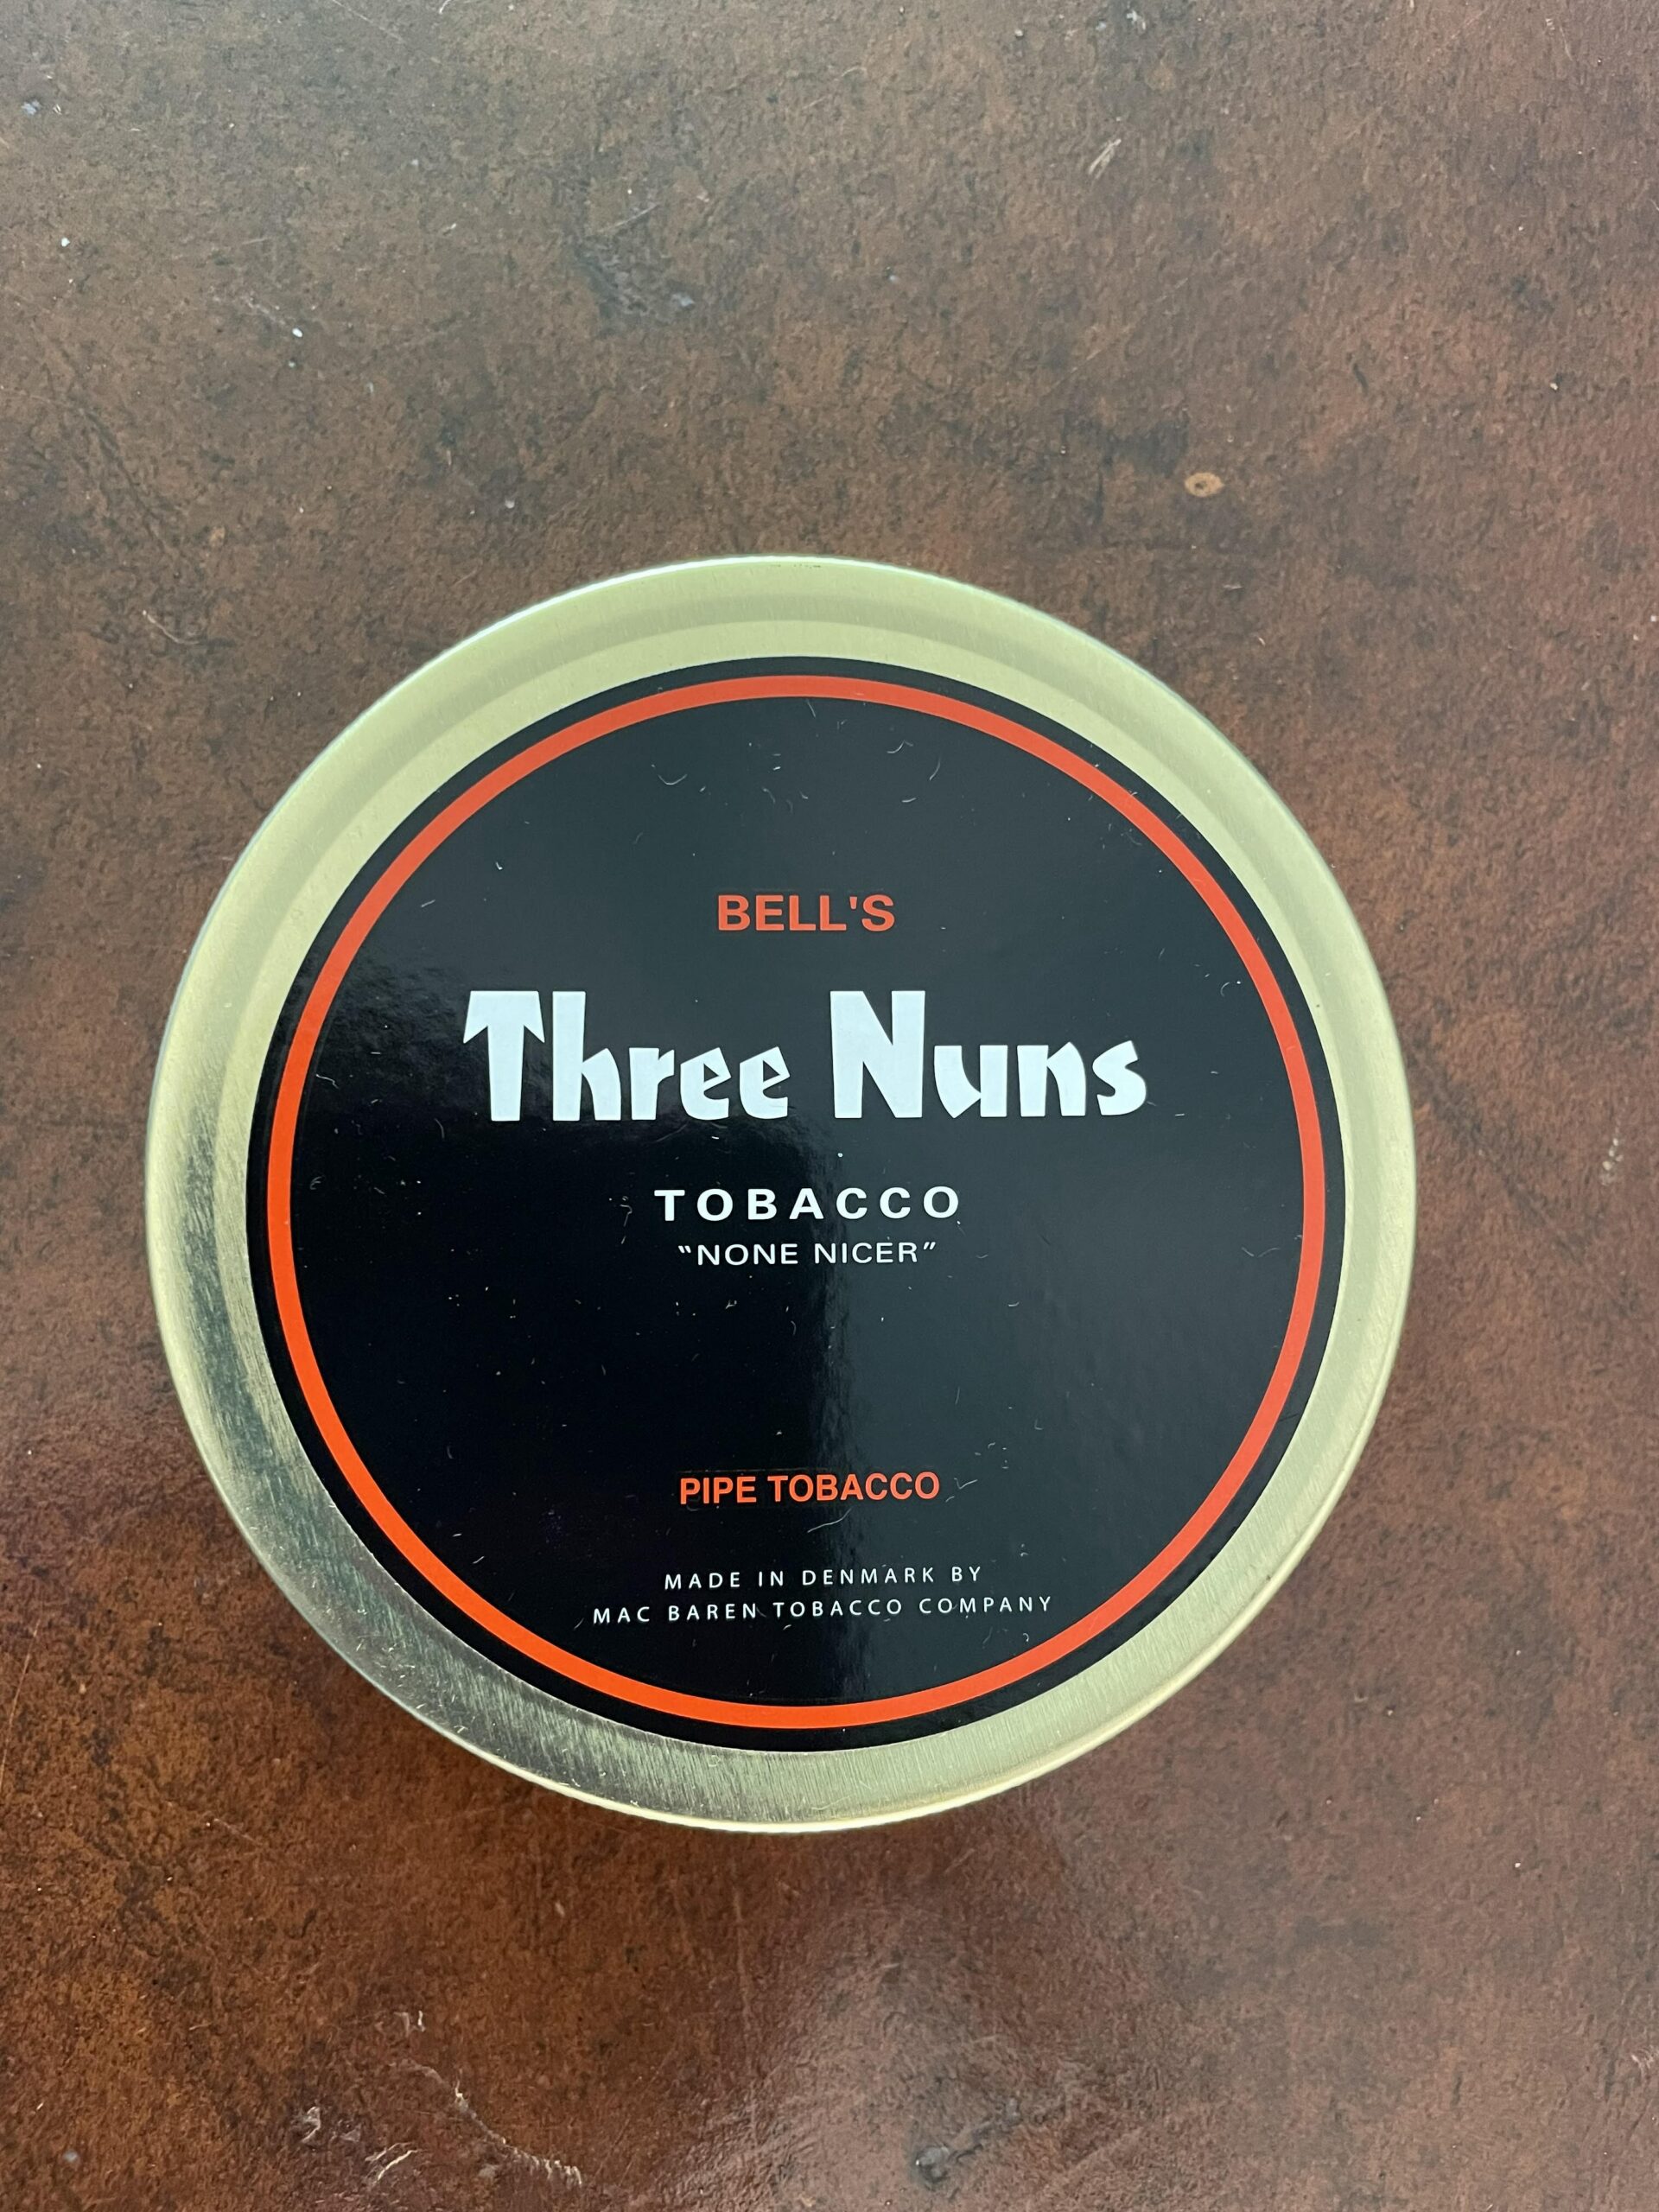 BELL'S
Three Nuns
TOBACCO
“NONE NICER”
PIPE TOBACCO
MADE IN DENMARK BY
MAC BAREN TOBACCO COMPANY